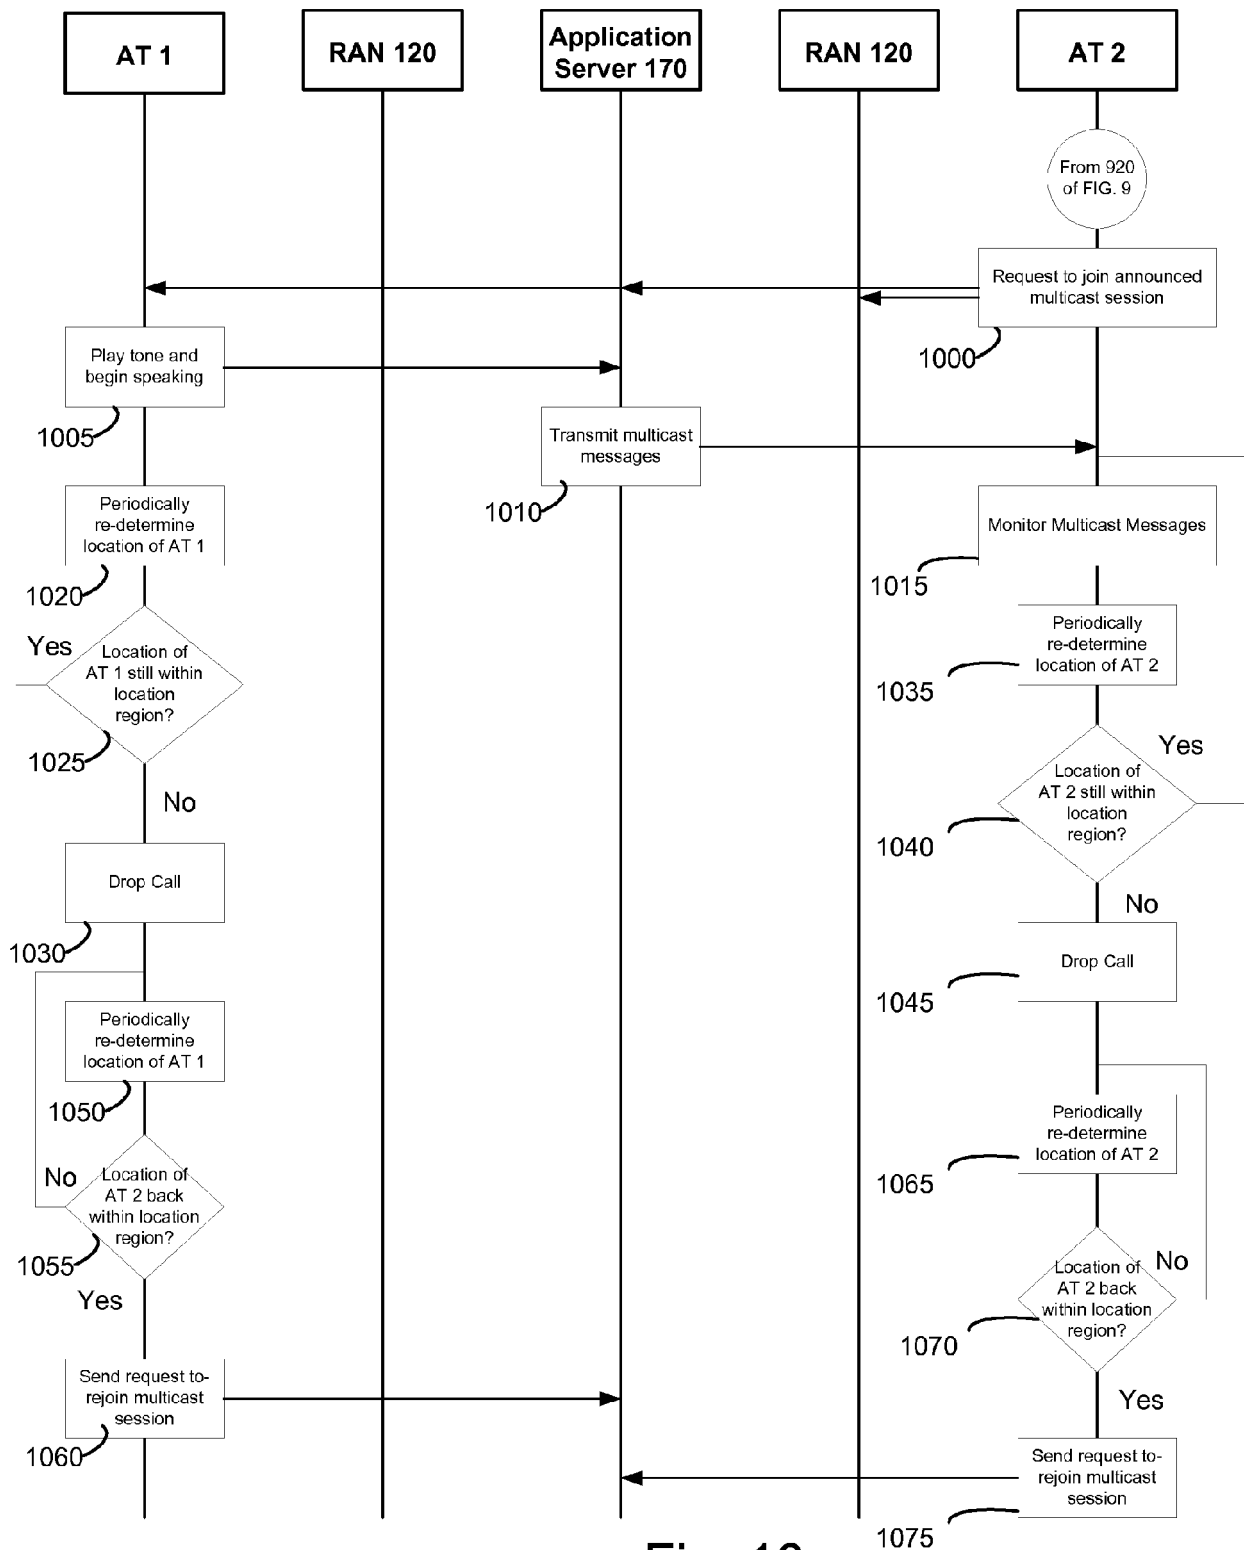 AT 1
RAN 120
Application
Server 170
RAN 120
AT 2
From 920
of FIG. 9
Request to join announced
multicast session
1000
Play tone and
begin speaking
1005
Transmit multicast
messages
1010
Monitor Multicast Messages
1015
Periodically
re-determine
location of AT 1
1020
Periodically
re-determine
location of AT 2
1035
Yes
Location of
AT 1 still within
location
region?
1025
No
Yes
Location of
AT 2 still within
location
region?
1040
No
Drop Call
1030
Drop Call
1045
Periodically
re-determine
location of AT 1
1050
Periodically
re-determine
location of AT 2
1065
No
Location of
AT 2 back
within location
region?
1055
Yes
No
Location of
AT 2 back
within location
region?
1070
Yes
Send request to-
rejoin multicast
session
1060
Send request to-
rejoin multicast
session
1075